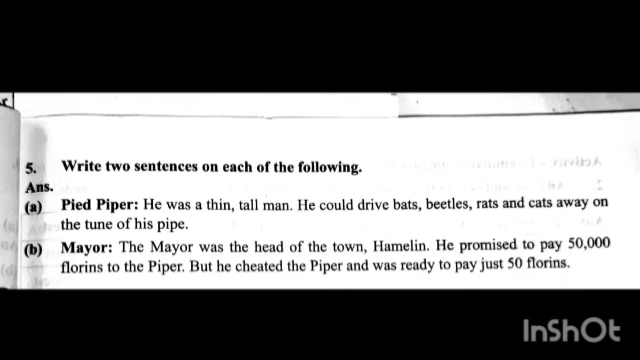 5. Write two sentences on each of the following.
Ans.
(a) Pied Piper: He was a thin, tall man. He could drive bats, beetles, rats and cats away on
the tune of his pipe.
(b) Mayor: The Mayor was the head of the town, Hamelin. He promised to pay 50,000
florins to the Piper. But he cheated the Piper and was ready to pay just 50 florins.
InShOt